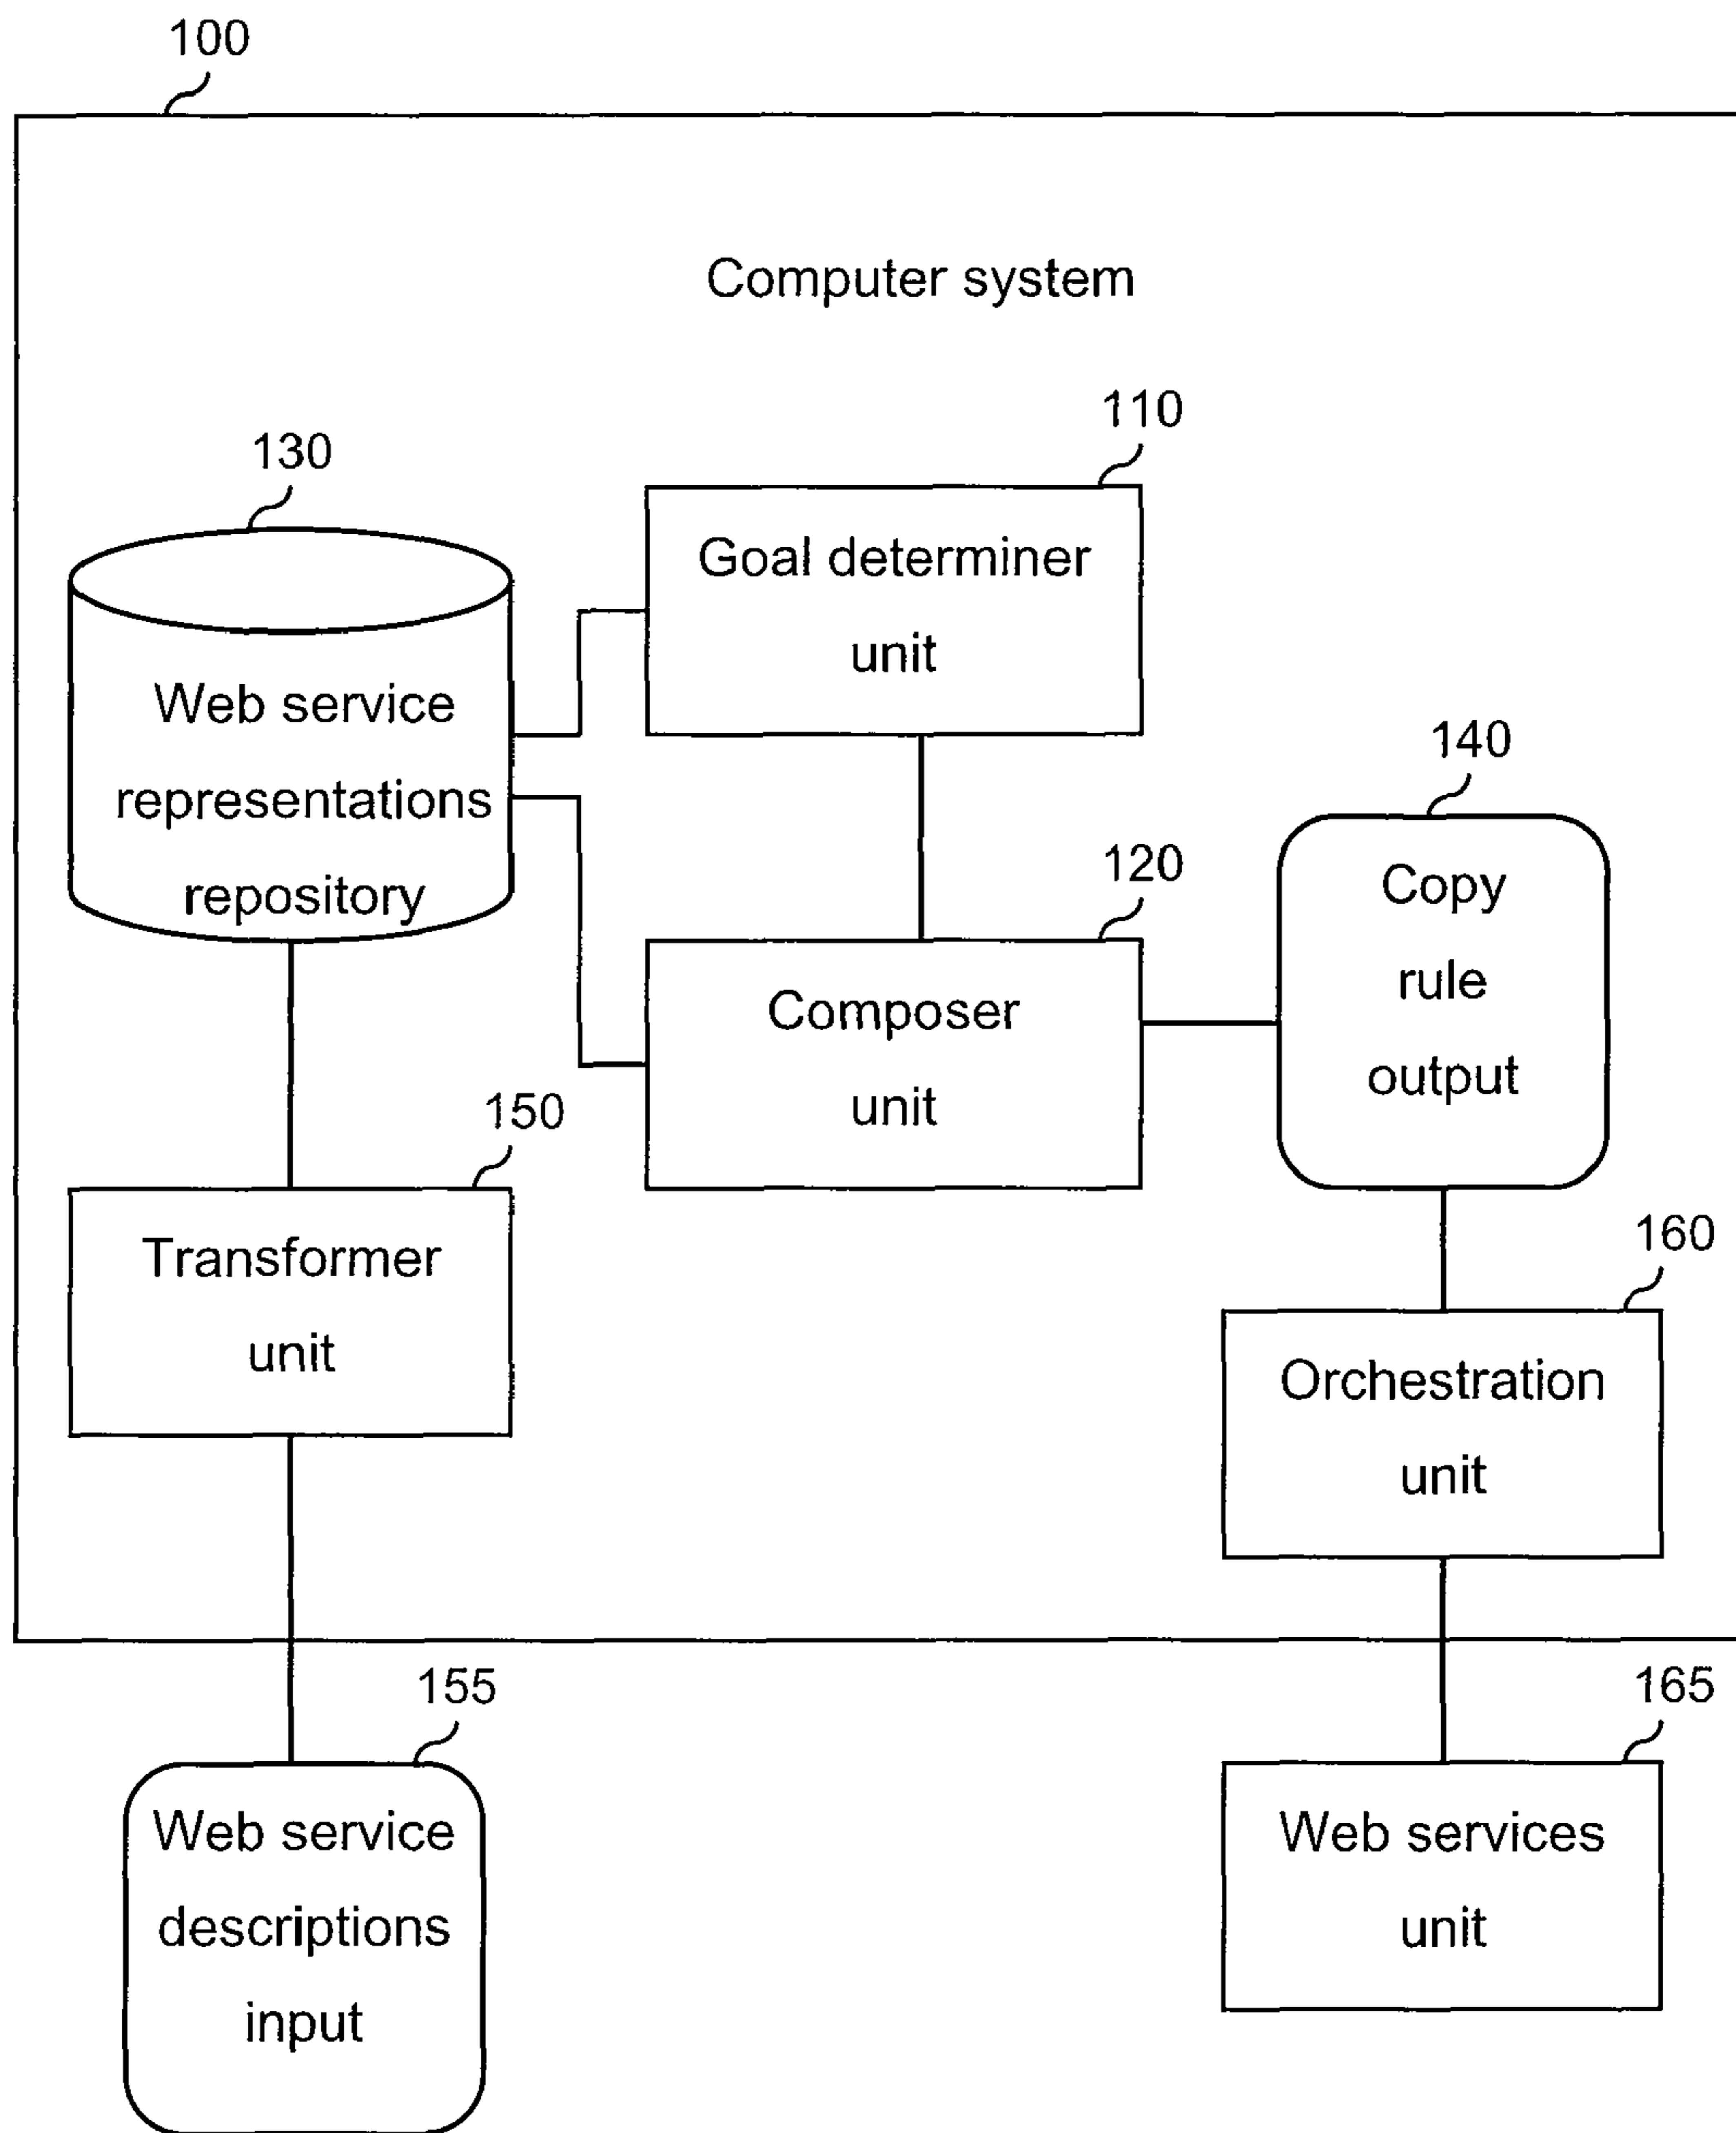 100
Computer system
110
130
Goal determiner
unit
Web service
representations
repository
140
Copy
rule
output
120
Composer
unit
150
Transformer
unit
160
Orchestration
unit
155
Web service
descriptions
input
165
Web services
unit